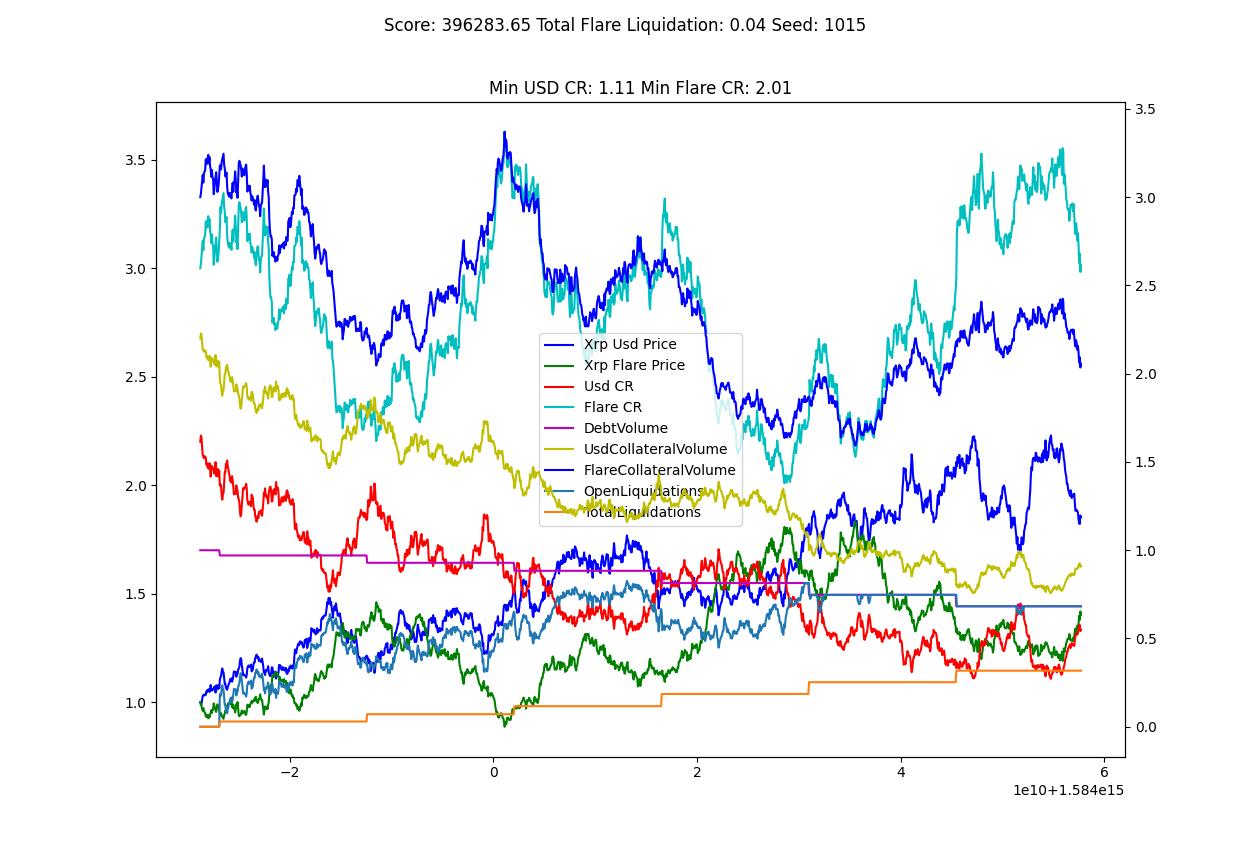 Score: 396283.65 Total Flare Liquidation: 0.04 Seed: 1015
Min USD CR: 1.11 Min Flare CR: 2.01
3.5
3.0
2.5
2.0
1.5
1.0
3.5
3.0
2.5
2.0
1.5
1.0
0.5
0.0
Xrp Usd Price
Xrp Flare Price
Usd CR
Flare CR
DebtVolume
UsdCollateralVolume
FlareCollateralVolume
OpenLiquidations
TotalLiquidations
−2
0
2
4
6
1e10+1.584e15